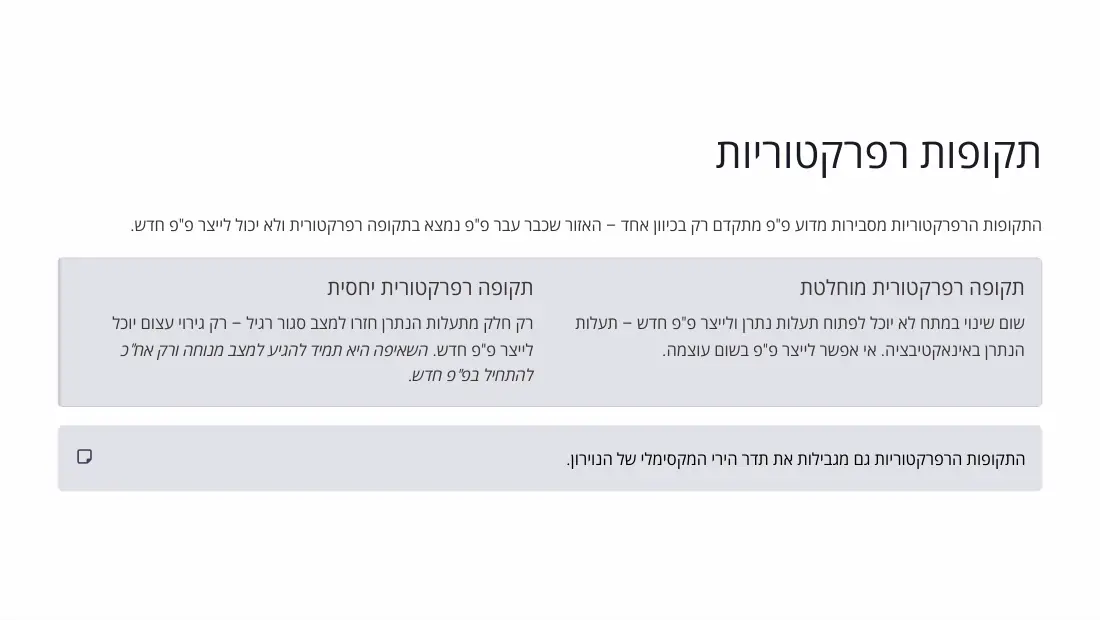 תקופות רפרקטוריות
התקופות הרפרקטוריות מסבירות מדוע פ"פ מתקדם רק בכיוון אחד – האזור שכבר עבר פ"פ נמצא בתקופה רפרקטורית ולא יכול לייצר פ"פ חדש.
תקופה רפרקטורית מוחלטת
שום שינוי במתח לא יוכל לפתוח תעלות נתרן ולייצר פ"פ חדש – תעלות
הנתרן באינאקטיבציה. אי אפשר לייצר פ"פ בשום עוצמה.
תקופה רפרקטורית יחסית
רק חלק מתעלות הנתרן חזרו למצב סגור רגיל – רק גירוי עצום יוכל
לייצר פ"פ חדש. השאיפה היא תמיד להגיע למצב מנוחה ורק אח"כ
להתחיל בפ"פ חדש.
התקופות הרפרקטוריות גם מגבילות את תדר הירי המקסימלי של הנוירון.